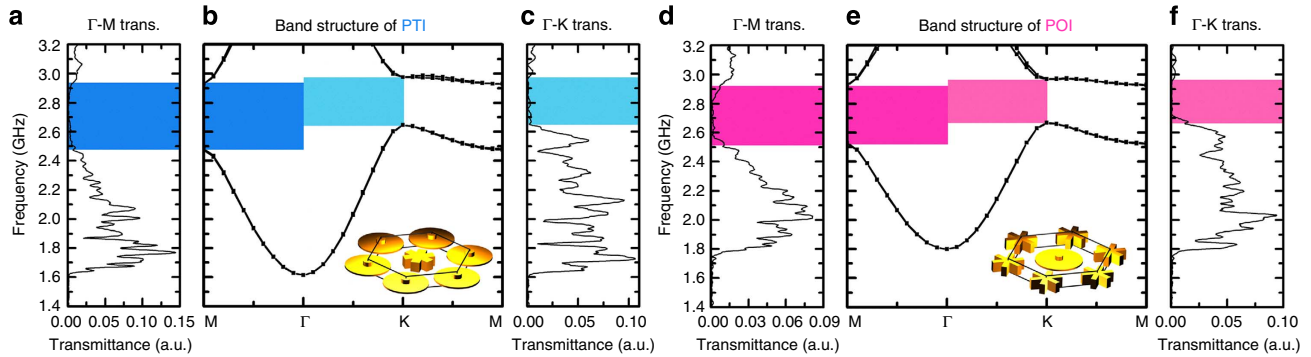 a
Γ-M trans.
Frequency (GHz)
3.2
3.0
2.8
2.6
2.4
2.2
2.0
1.8
1.6
1.4
0.00 0.05 0.10 0.15
Transmittance (a.u.)
b
Band structure of PTI
M Γ K M
c
Γ-K trans.
0.00 0.05 0.10
Transmittance (a.u.)
d
Γ-M trans.
Frequency (GHz)
3.2
3.0
2.8
2.6
2.4
2.2
2.0
1.8
1.6
1.4
0.00 0.03 0.06 0.09
Transmittance (a.u.)
e
Band structure of POI
M Γ K M
f
Γ-K trans.
0.00 0.05 0.10
Transmittance (a.u.)